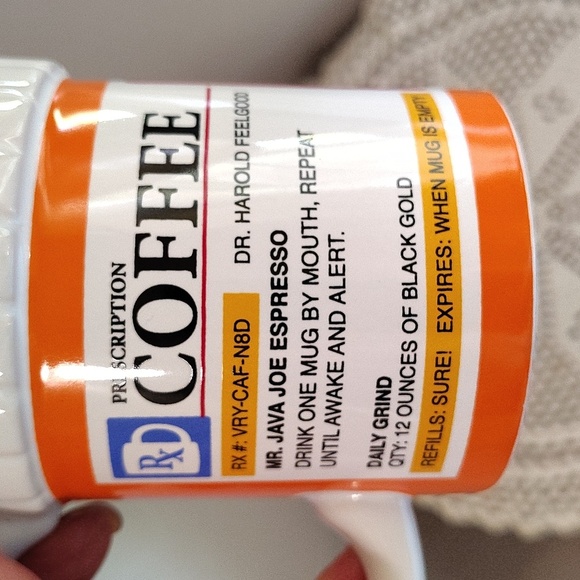 Rx
PRESCRIPTION
COFFEE
RX #: VRY-CAF-N8D DR. HAROLD FEELGOOD
MR. JAVA JOE ESPRESSO
DRINK ONE MUG BY MOUTH, REPEAT
UNTIL AWAKE AND ALERT.
DAILY GRIND
QTY: 12 OUNCES OF BLACK GOLD
REFILLS: SURE! EXPIRES: WHEN MUG IS EMPTY